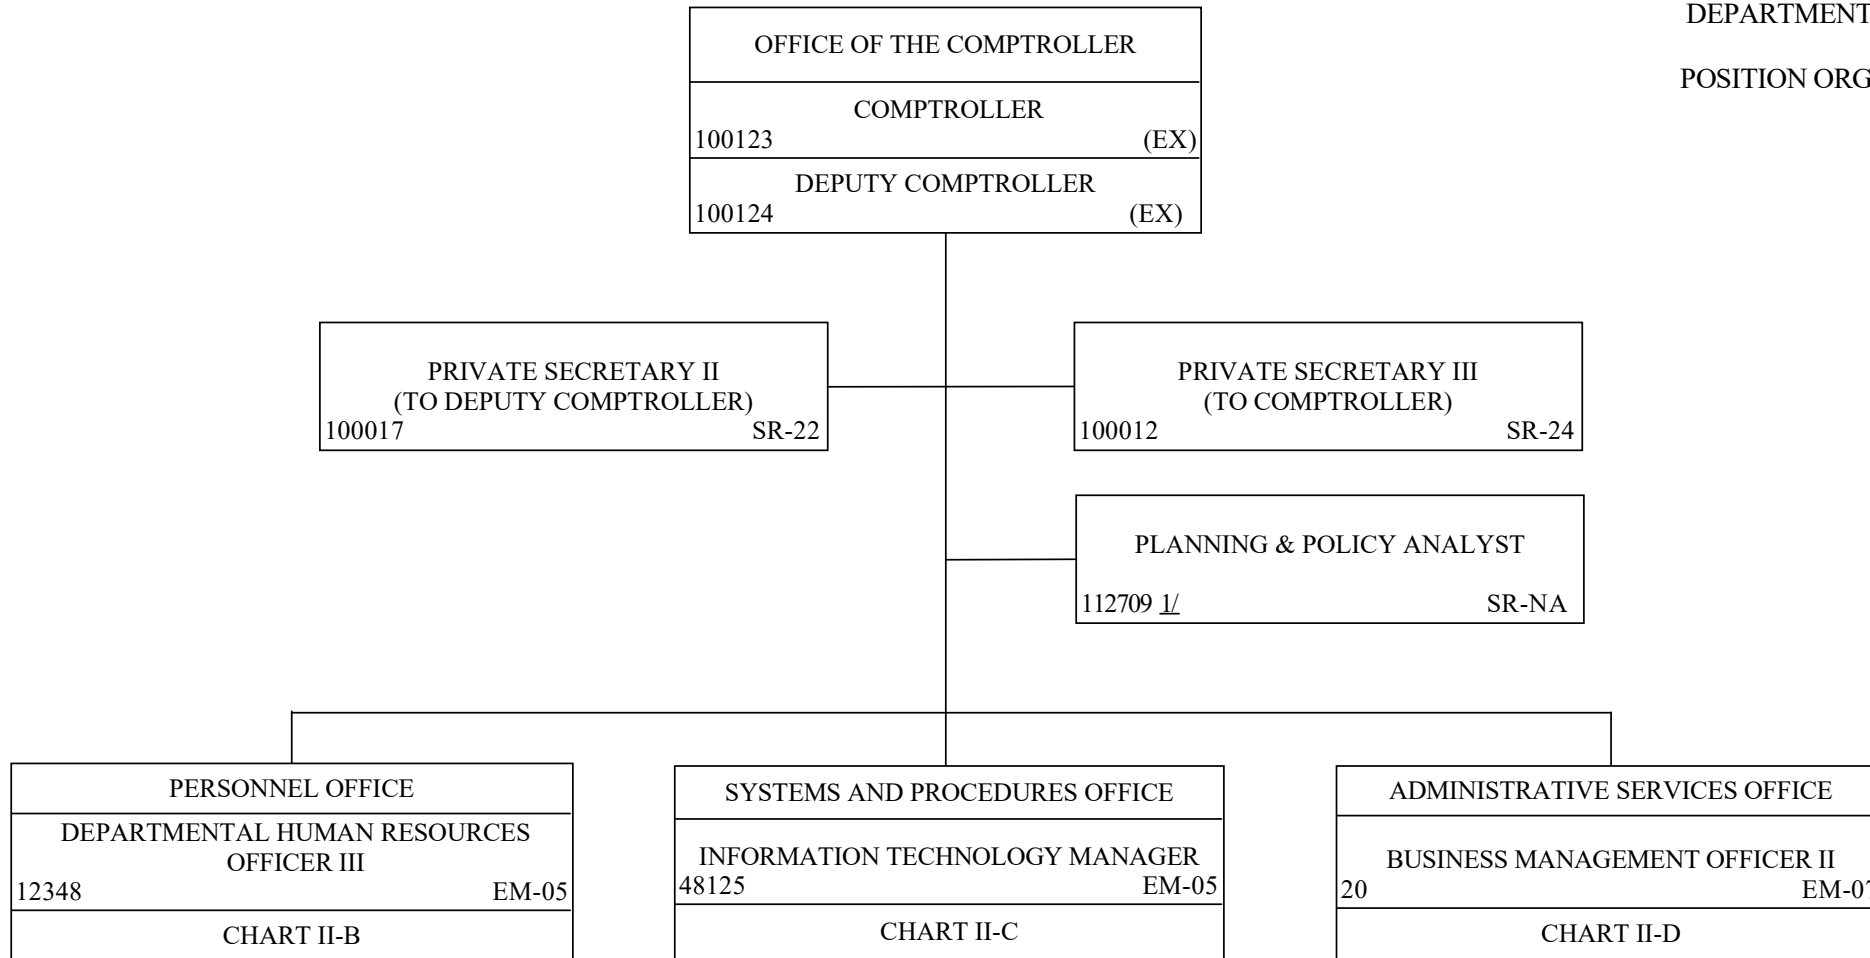 DEPARTMENT
POSITION ORG
OFFICE OF THE COMPTROLLER
COMPTROLLER
100123 (EX)
DEPUTY COMPTROLLER
100124 (EX)
PRIVATE SECRETARY II
(TO DEPUTY COMPTROLLER)
100017 SR-22
PRIVATE SECRETARY III
(TO COMPTROLLER)
100012 SR-24
PLANNING & POLICY ANALYST
112709 1/ SR-NA
PERSONNEL OFFICE
DEPARTMENTAL HUMAN RESOURCES
OFFICER III
12348 EM-05
CHART II-B
SYSTEMS AND PROCEDURES OFFICE
INFORMATION TECHNOLOGY MANAGER
48125 EM-05
CHART II-C
ADMINISTRATIVE SERVICES OFFICE
BUSINESS MANAGEMENT OFFICER II
20 EM-07
CHART II-D